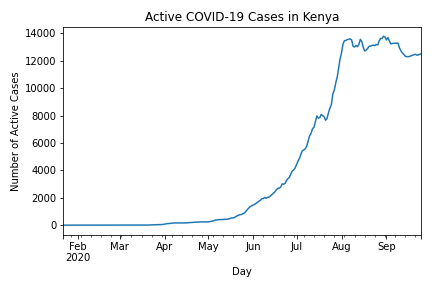 Active COVID-19 Cases in Kenya
Number of Active Cases
14000
12000
10000
8000
6000
4000
2000
0
Feb Mar Apr May Jun Jul Aug Sep
2020
Day